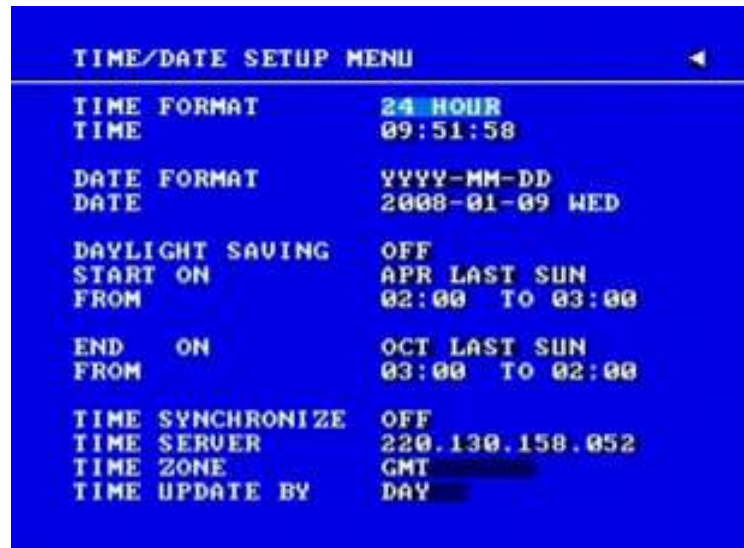 TIME/DATE SETUP MENU
TIME FORMAT 24 HOUR
TIME 09:51:58
DATE FORMAT YYYY-MM-DD
DATE 2008-01-09 WED
DAYLIGHT SAVING OFF
START ON APR LAST SUN
FROM 02:00 TO 03:00
END ON OCT LAST SUN
FROM 03:00 TO 02:00
TIME SYNCHRONIZE OFF
TIME SERVER 220.130.158.052
TIME ZONE GMT
TIME UPDATE BY DAY